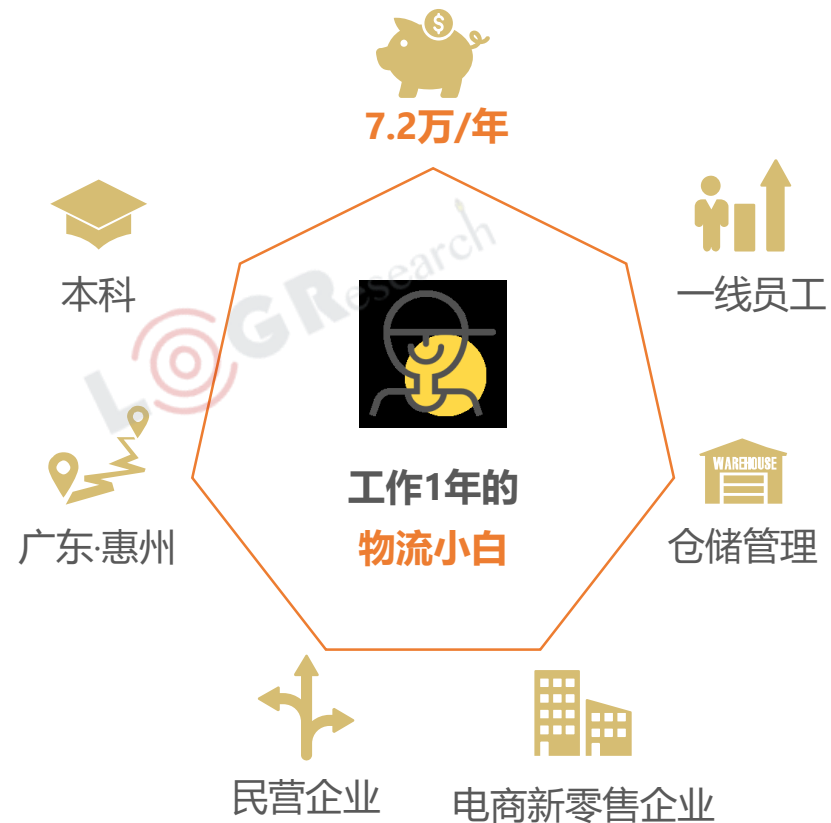 $
7.2万/年
本科
一线员工
LOGResearch
工作1年的
物流小白
WAREHOUSE
广东·惠州
仓储管理
民营企业
电商新零售企业